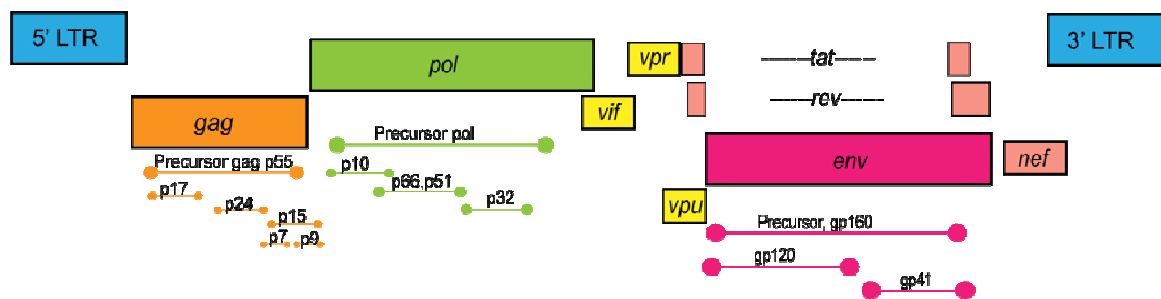 5' LTR
3' LTR
pol
vpr
tat
rev
gag
vif
Precursor pol
env
nef
Precursor gag p55
p10
p17
p66,p51
p24
p32
vpu
p15
Precursor, gp160
p7
p9
gp120
gp41